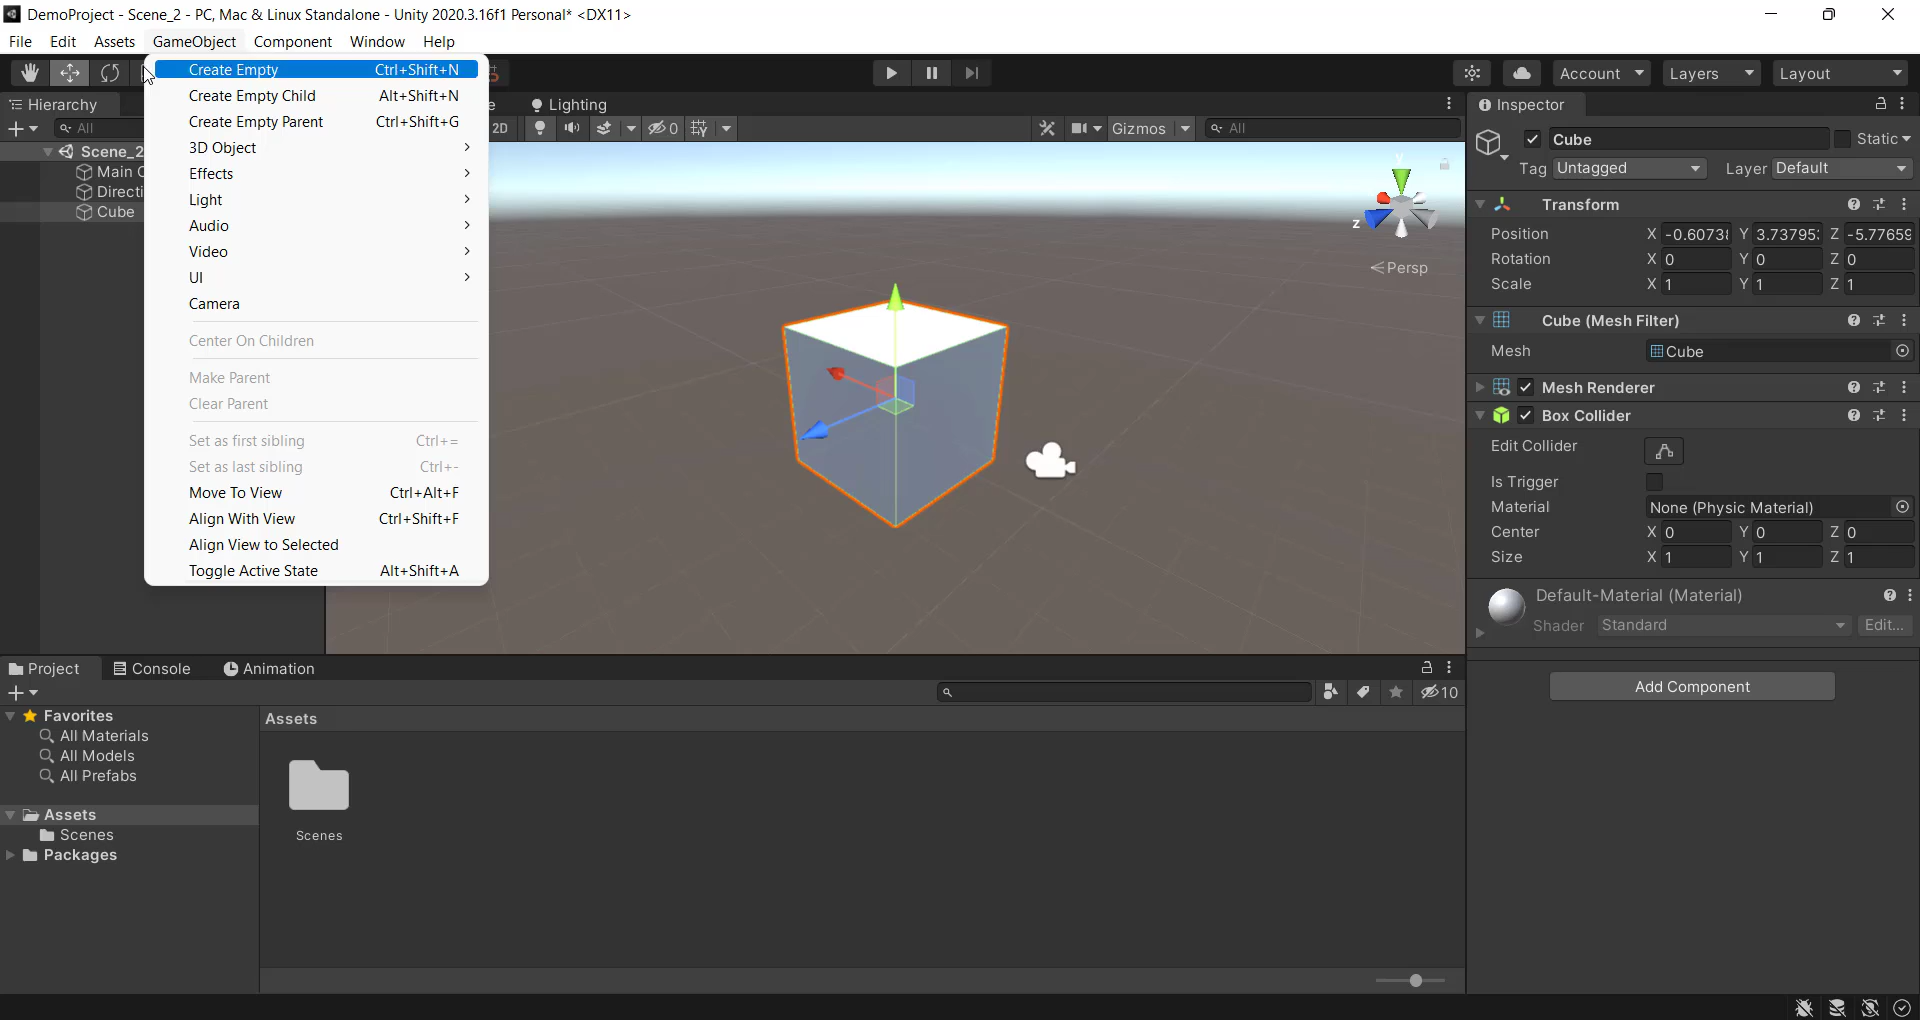 DemoProject - Scene_2 - PC, Mac & Linux Standalone - Unity 2020.3.16f1 Personal* <DX11>
File Edit Assets GameObject Component Window Help
Account Layers Layout
Create Empty Ctrl+Shift+N
Create Empty Child Alt+Shift+N
Create Empty Parent Ctrl+Shift+G
3D Object
Effects
Light
Audio
Video
UI
Camera
Center On Children
Make Parent
Clear Parent
Set as first sibling Ctrl+=
Set as last sibling Ctrl+-
Move To View Ctrl+Alt+F
Align With View Ctrl+Shift+F
Align View to Selected
Toggle Active State Alt+Shift+A
Hierarchy
All
Scene_2
Main C
Directi
Cube
e Lighting
2D 0 Gizmos All
y
z
Persp
Inspector
Cube Static
Tag Untagged Layer Default
Transform
Position X -0.6073 Y 3.737953 Z -5.77659
Rotation X 0 Y 0 Z 0
Scale X 1 Y 1 Z 1
Cube (Mesh Filter)
Mesh Cube
Mesh Renderer
Box Collider
Edit Collider
Is Trigger
Material None (Physic Material)
Center X 0 Y 0 Z 0
Size X 1 Y 1 Z 1
Default-Material (Material)
Shader Standard Edit...
Add Component
Project Console Animation
10
Favorites
All Materials
All Models
All Prefabs
Assets
Scenes
Packages
Assets
Scenes